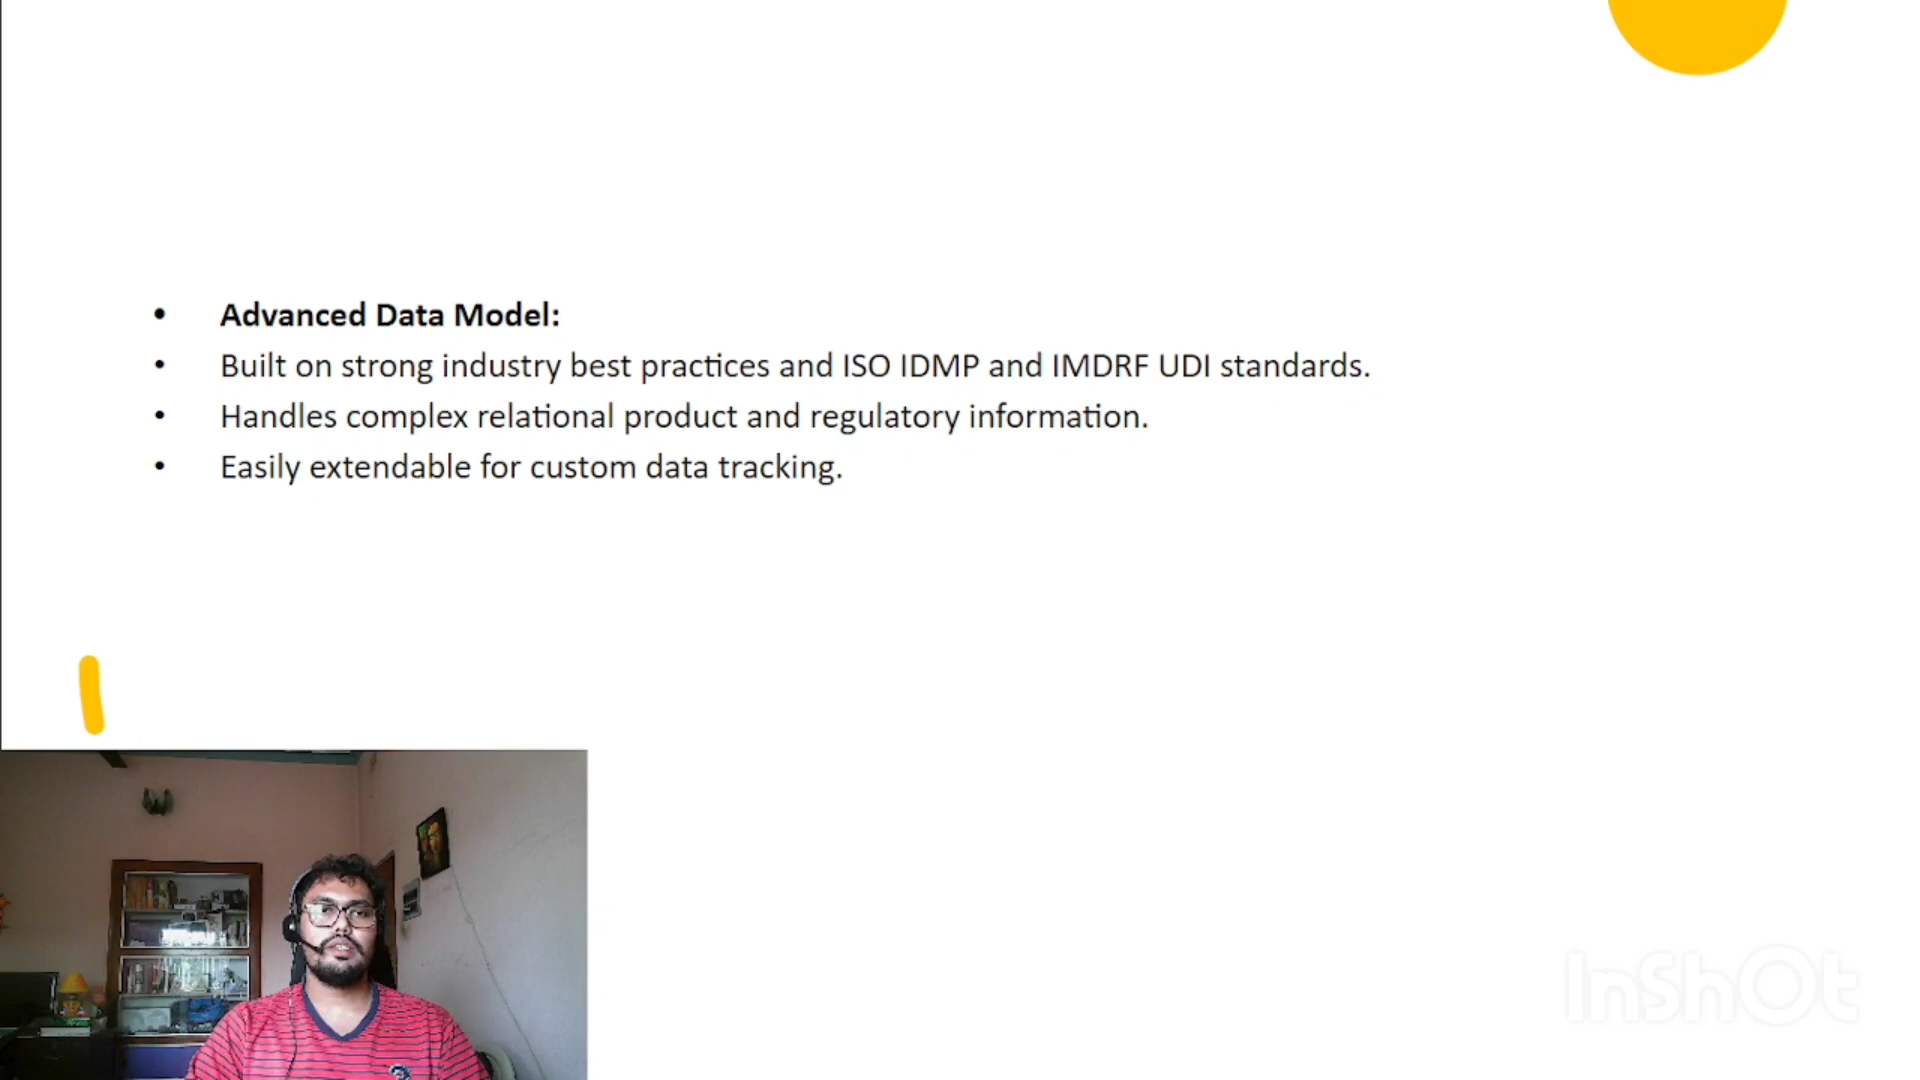 • Advanced Data Model:
• Built on strong industry best practices and ISO IDMP and IMDRF UDI standards.
• Handles complex relational product and regulatory information.
• Easily extendable for custom data tracking.
InShOt